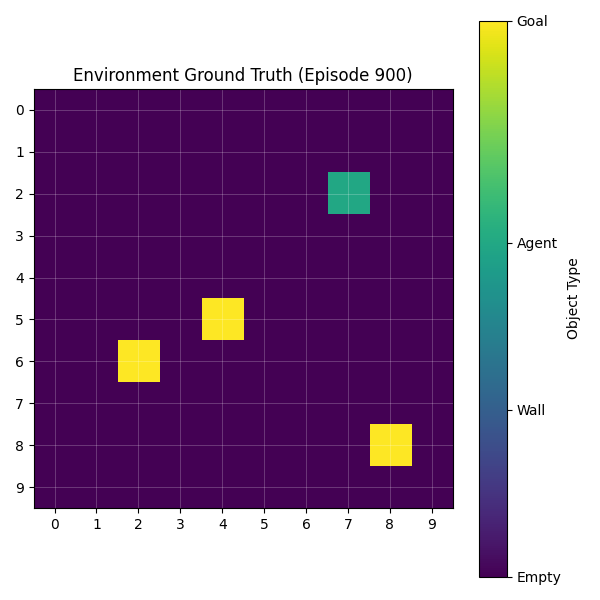 Environment Ground Truth (Episode 900)
0
1
2
3
4
5
6
7
8
9
0 1 2 3 4 5 6 7 8 9
Goal
Agent
Wall
Empty
Object Type